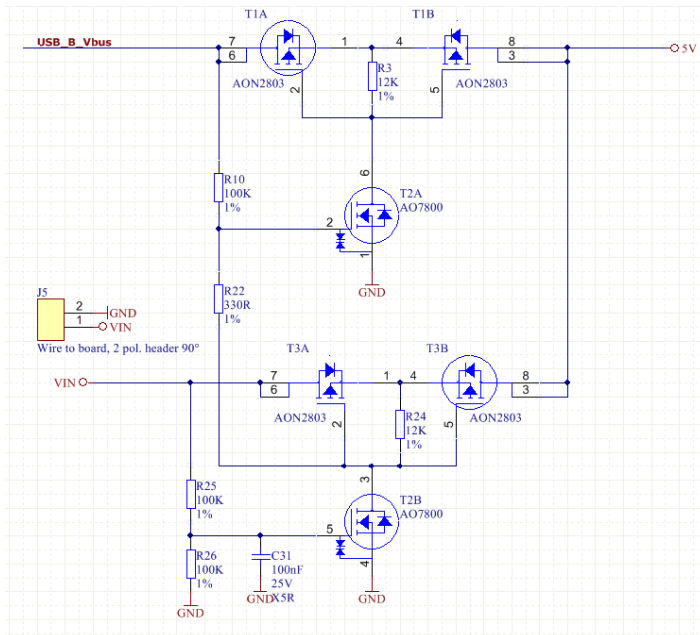 T1A
T1B
USB_B_Vbus
7
1
4
8
5V
6
3
R3
12K
1%
AON2803
AON2803
2
5
6
R10
100K
1%
T2A
AO7800
2
1
GND
R22
330R
1%
J5
2
GND
1
VIN
Wire to board, 2 pol. header 90°
T3A
T3B
VIN
7
1
4
8
6
3
R24
12K
1%
AON2803
AON2803
2
5
3
R25
100K
1%
T2B
AO7800
5
R26
100K
1%
C31
100nF
25V
X5R
4
GND
GND
GND